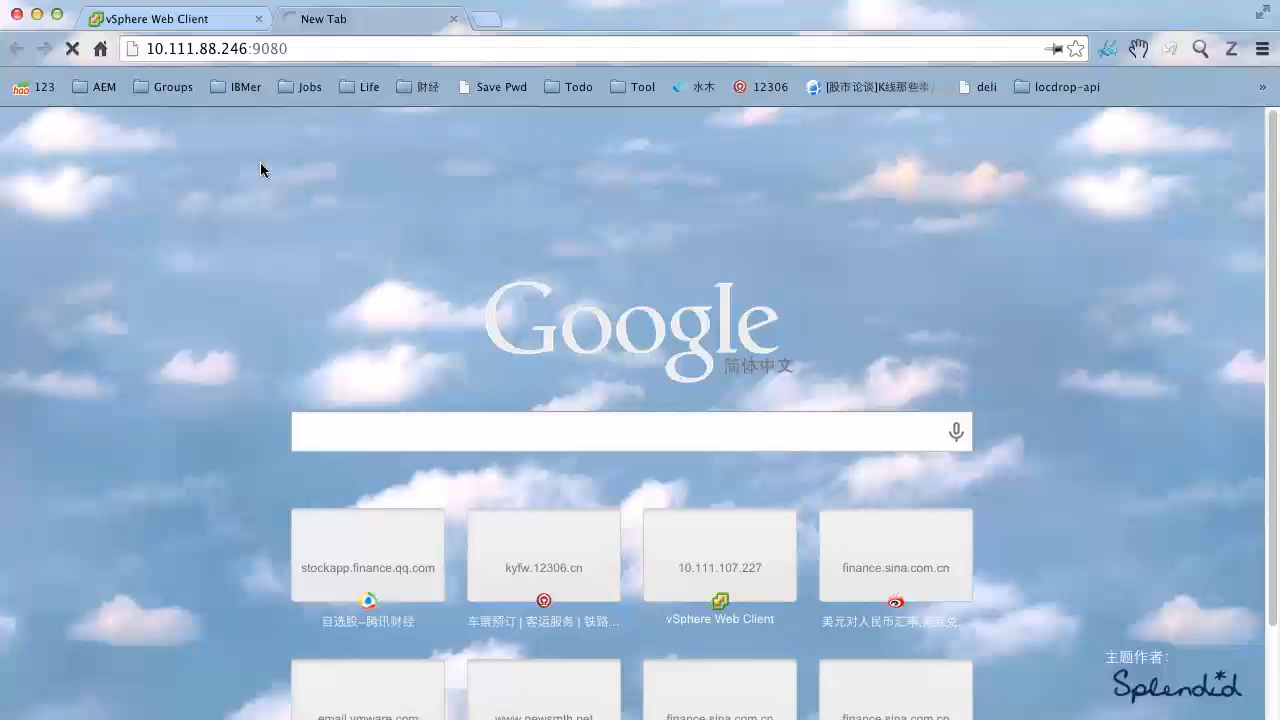 vSphere Web Client
New Tab
10.111.88.246:9080
hao 123 AEM Groups IBMer Jobs Life 财经 Save Pwd Todo Tool 水木 12306 [股市论谈]K线那些事 deli locdrop-api »
Google
简体中文
stockapp.finance.qq.com kyfw.12306.cn 10.111.107.227 finance.sina.com.cn
自选股–腾讯财经 车票预订 | 客运服务 | 铁路... vSphere Web Client 美元对人民币汇率,美元兑
主题作者:
Splendid
email.vmware.com www.newsmth.net finance.sina.com.cn finance.sina.com.cn